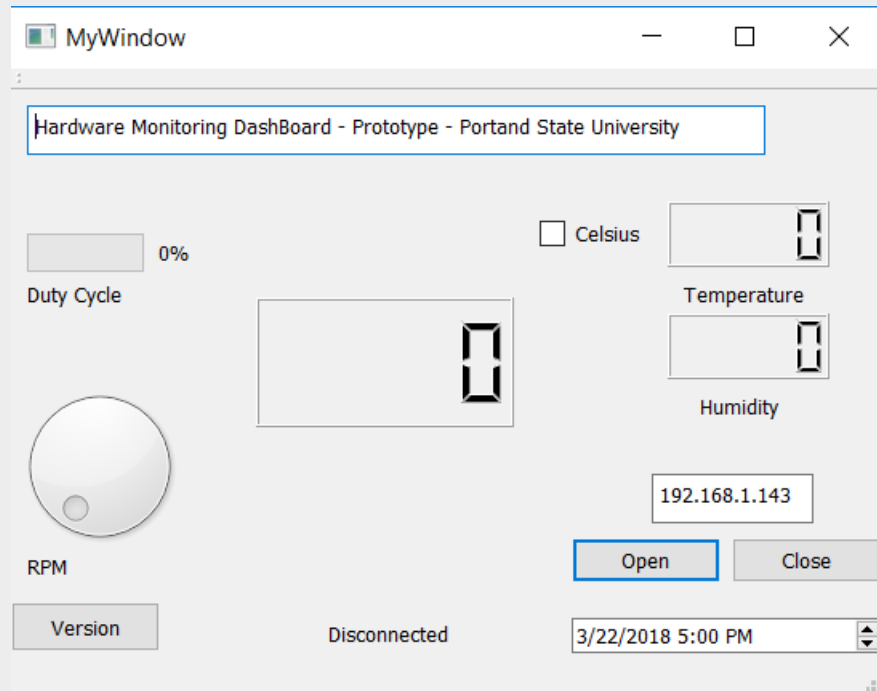 MyWindow
Hardware Monitoring DashBoard - Prototype - Portand State University
Celsius
0
0%
Duty Cycle
Temperature
0
0
Humidity
192.168.1.143
RPM
Open
Close
Version
Disconnected
3/22/2018 5:00 PM